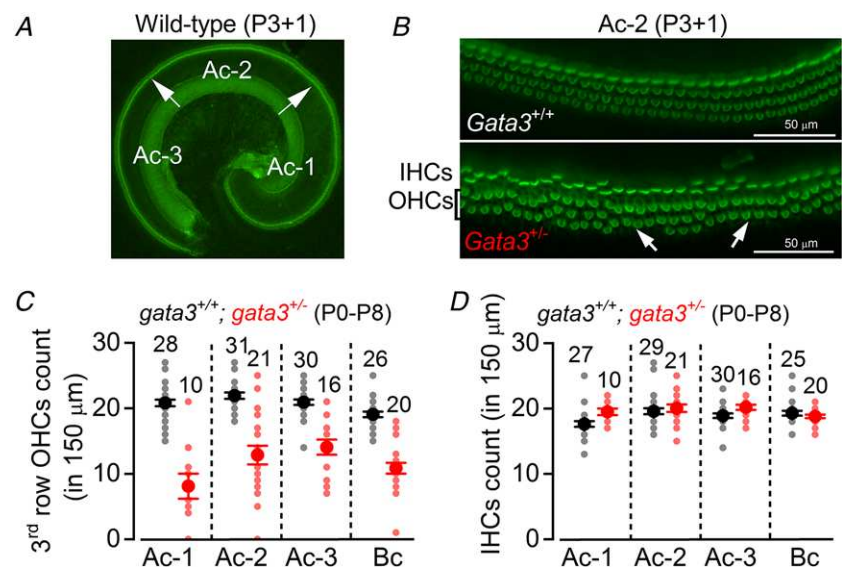 A
Wild-type (P3+1)
Ac-2
Ac-3
Ac-1
B
Ac-2 (P3+1)
Gata3+/+
50 μm
IHCs
OHCs
Gata3+/-
50 μm
C
gata3+/+; gata3+/- (P0-P8)
3rd row OHCs count
(in 150 μm)
30
20
10
0
28
10
31
21
30
16
26
20
Ac-1
Ac-2
Ac-3
Bc
D
gata3+/+; gata3+/- (P0-P8)
IHCs count (in 150 μm)
30
20
10
0
27
10
29
21
30
16
25
20
Ac-1
Ac-2
Ac-3
Bc